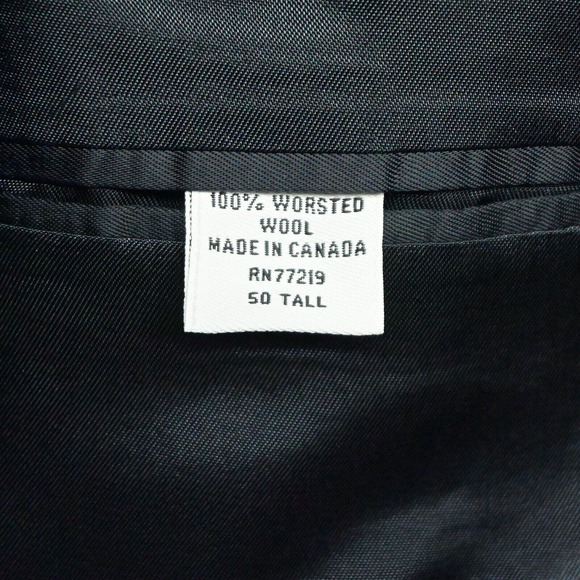 100% WORSTED
WOOL
MADE IN CANADA
RN77219
50 TALL